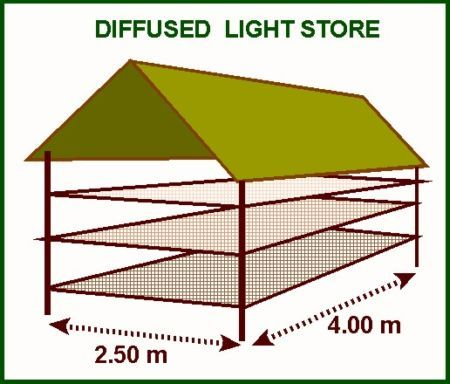 DIFFUSED LIGHT STORE
2.50 m
4.00 m